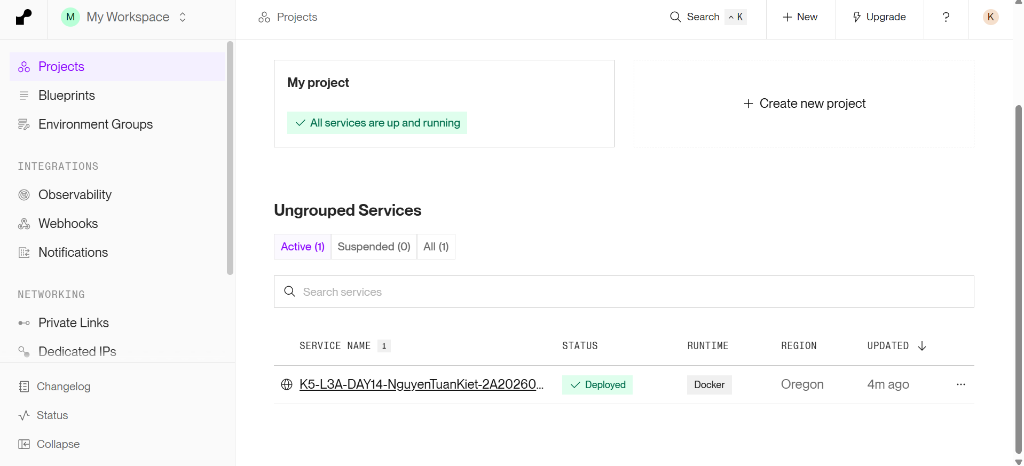 M My Workspace
Projects
Search ⌃ K
+ New
Upgrade
?
K
Projects
Blueprints
Environment Groups
INTEGRATIONS
Observability
Webhooks
Notifications
NETWORKING
Private Links
Dedicated IPs
Changelog
Status
Collapse
My project
All services are up and running
+ Create new project
Ungrouped Services
Active (1) Suspended (0) All (1)
Search services
SERVICE NAME 1 STATUS RUNTIME REGION UPDATED ↓
K5-L3A-DAY14-NguyenTuanKiet-2A20260... Deployed Docker Oregon 4m ago ...